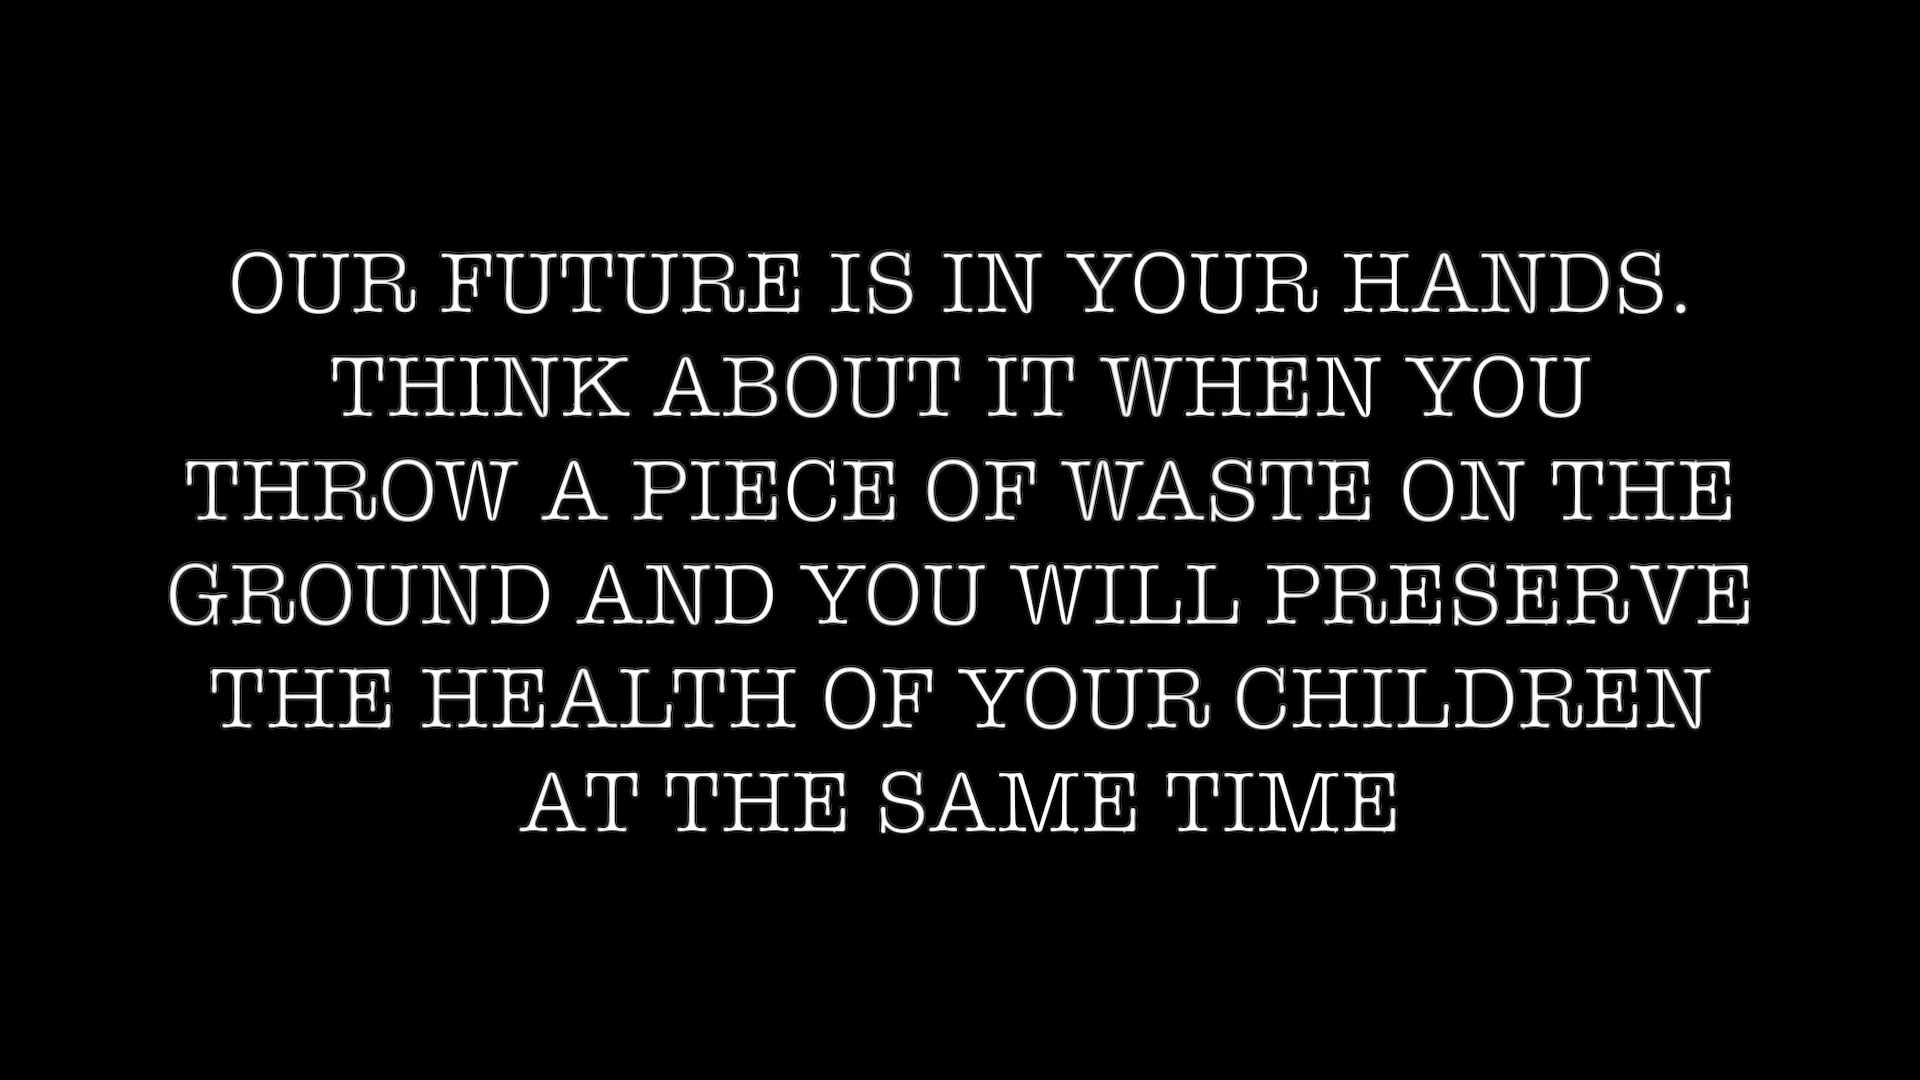 OUR FUTURE IS IN YOUR HANDS.
THINK ABOUT IT WHEN YOU
THROW A PIECE OF WASTE ON THE
GROUND AND YOU WILL PRESERVE
THE HEALTH OF YOUR CHILDREN
AT THE SAME TIME